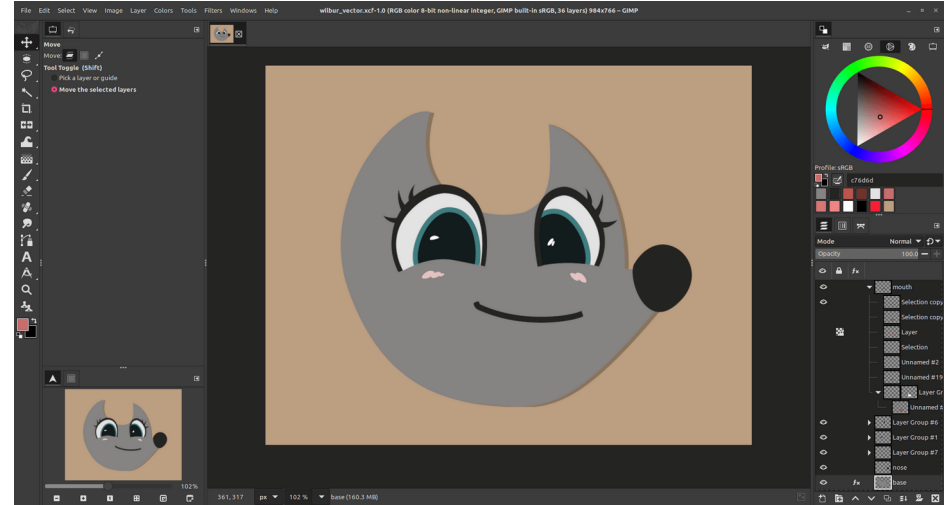 File Edit Select View Image Layer Colors Tools Filters Windows Help
wilbur_vector.xcf-1.0 (RGB color 8-bit non-linear integer, GIMP built-in sRGB, 36 layers) 984x766 – GIMP
Move
Move:
Tool Toggle (Shift)
Pick a layer or guide
Move the selected layers
102%
361, 317 px 102 % base (160.3 MB)
Profile: sRGB
c76d6d
Mode Normal
Opacity 100.0
fx
mouth
Selection copy
Selection copy
Layer
Selection
Unnamed #2
Unnamed #19
Layer Gr
Unnamed #
Layer Group #6
Layer Group #1
Layer Group #7
nose
fx base